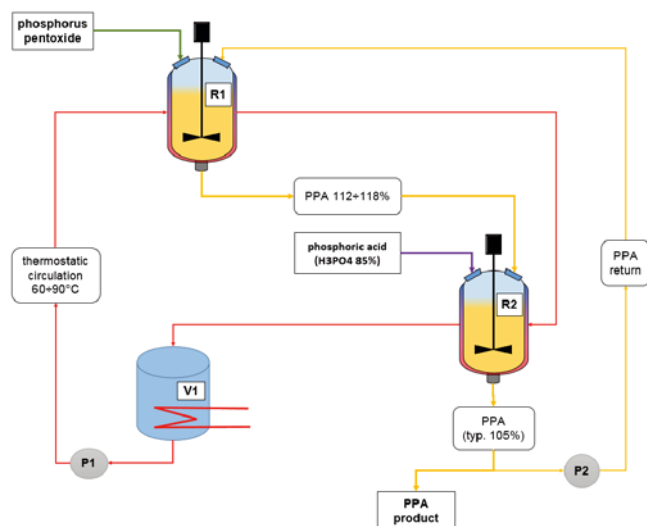 phosphorus
pentoxide
R1
PPA 112÷118%
phosphoric acid
(H3PO4 85%)
thermostatic
circulation
60÷90°C
PPA
return
R2
V1
PPA
(typ. 105%)
P1
P2
PPA
product